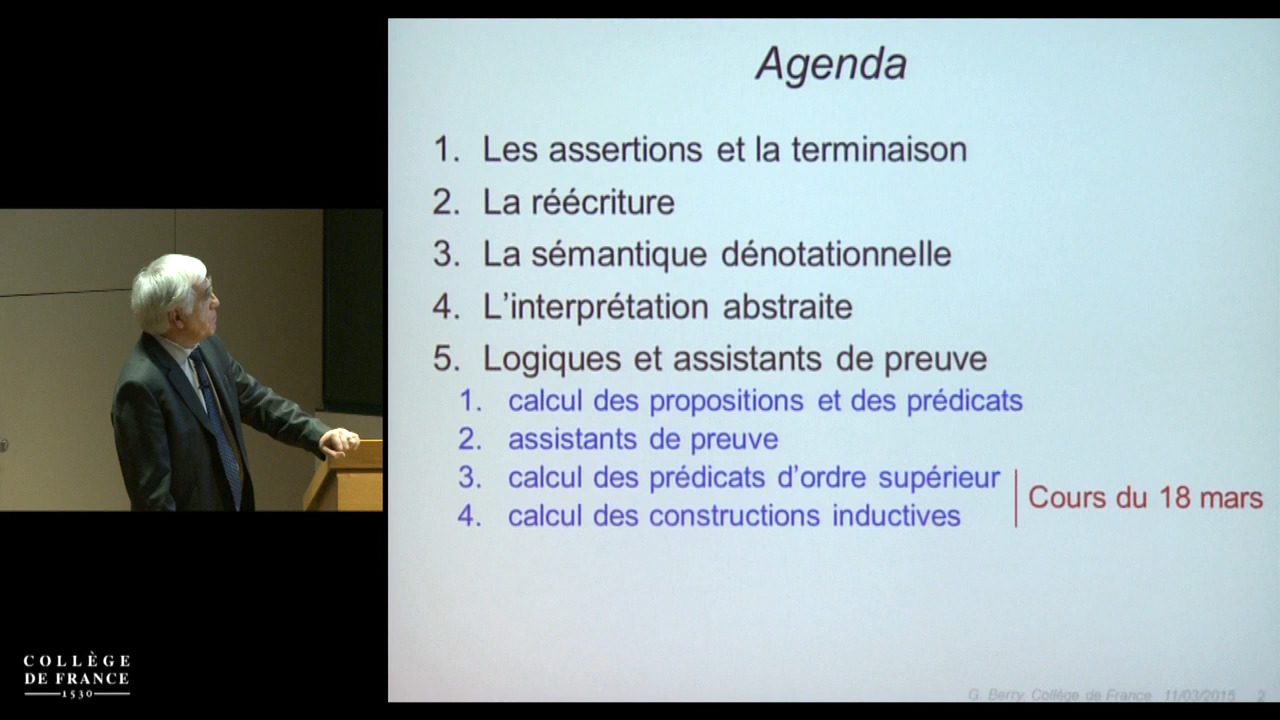 Agenda
1. Les assertions et la terminaison
2. La réécriture
3. La sémantique dénotationnelle
4. L'interprétation abstraite
5. Logiques et assistants de preuve
1. calcul des propositions et des prédicats
2. assistants de preuve
3. calcul des prédicats d'ordre supérieur
4. calcul des constructions inductives
Cours du 18 mars
COLLÈGE
DE FRANCE
1530
G. Berry, Collège de France 11/03/2015 2